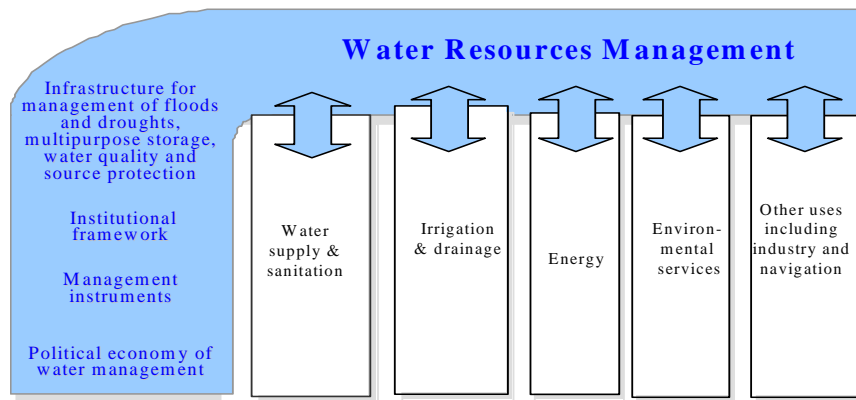 Water Resources Management
Infrastructure for
management of floods
and droughts,
multipurpose storage,
water quality and
source protection
Institutional
framework
Management
instruments
Political economy of
water management
Water
supply &
sanitation
Irrigation
& drainage
Energy
Environ-
mental
services
Other uses
including
industry and
navigation